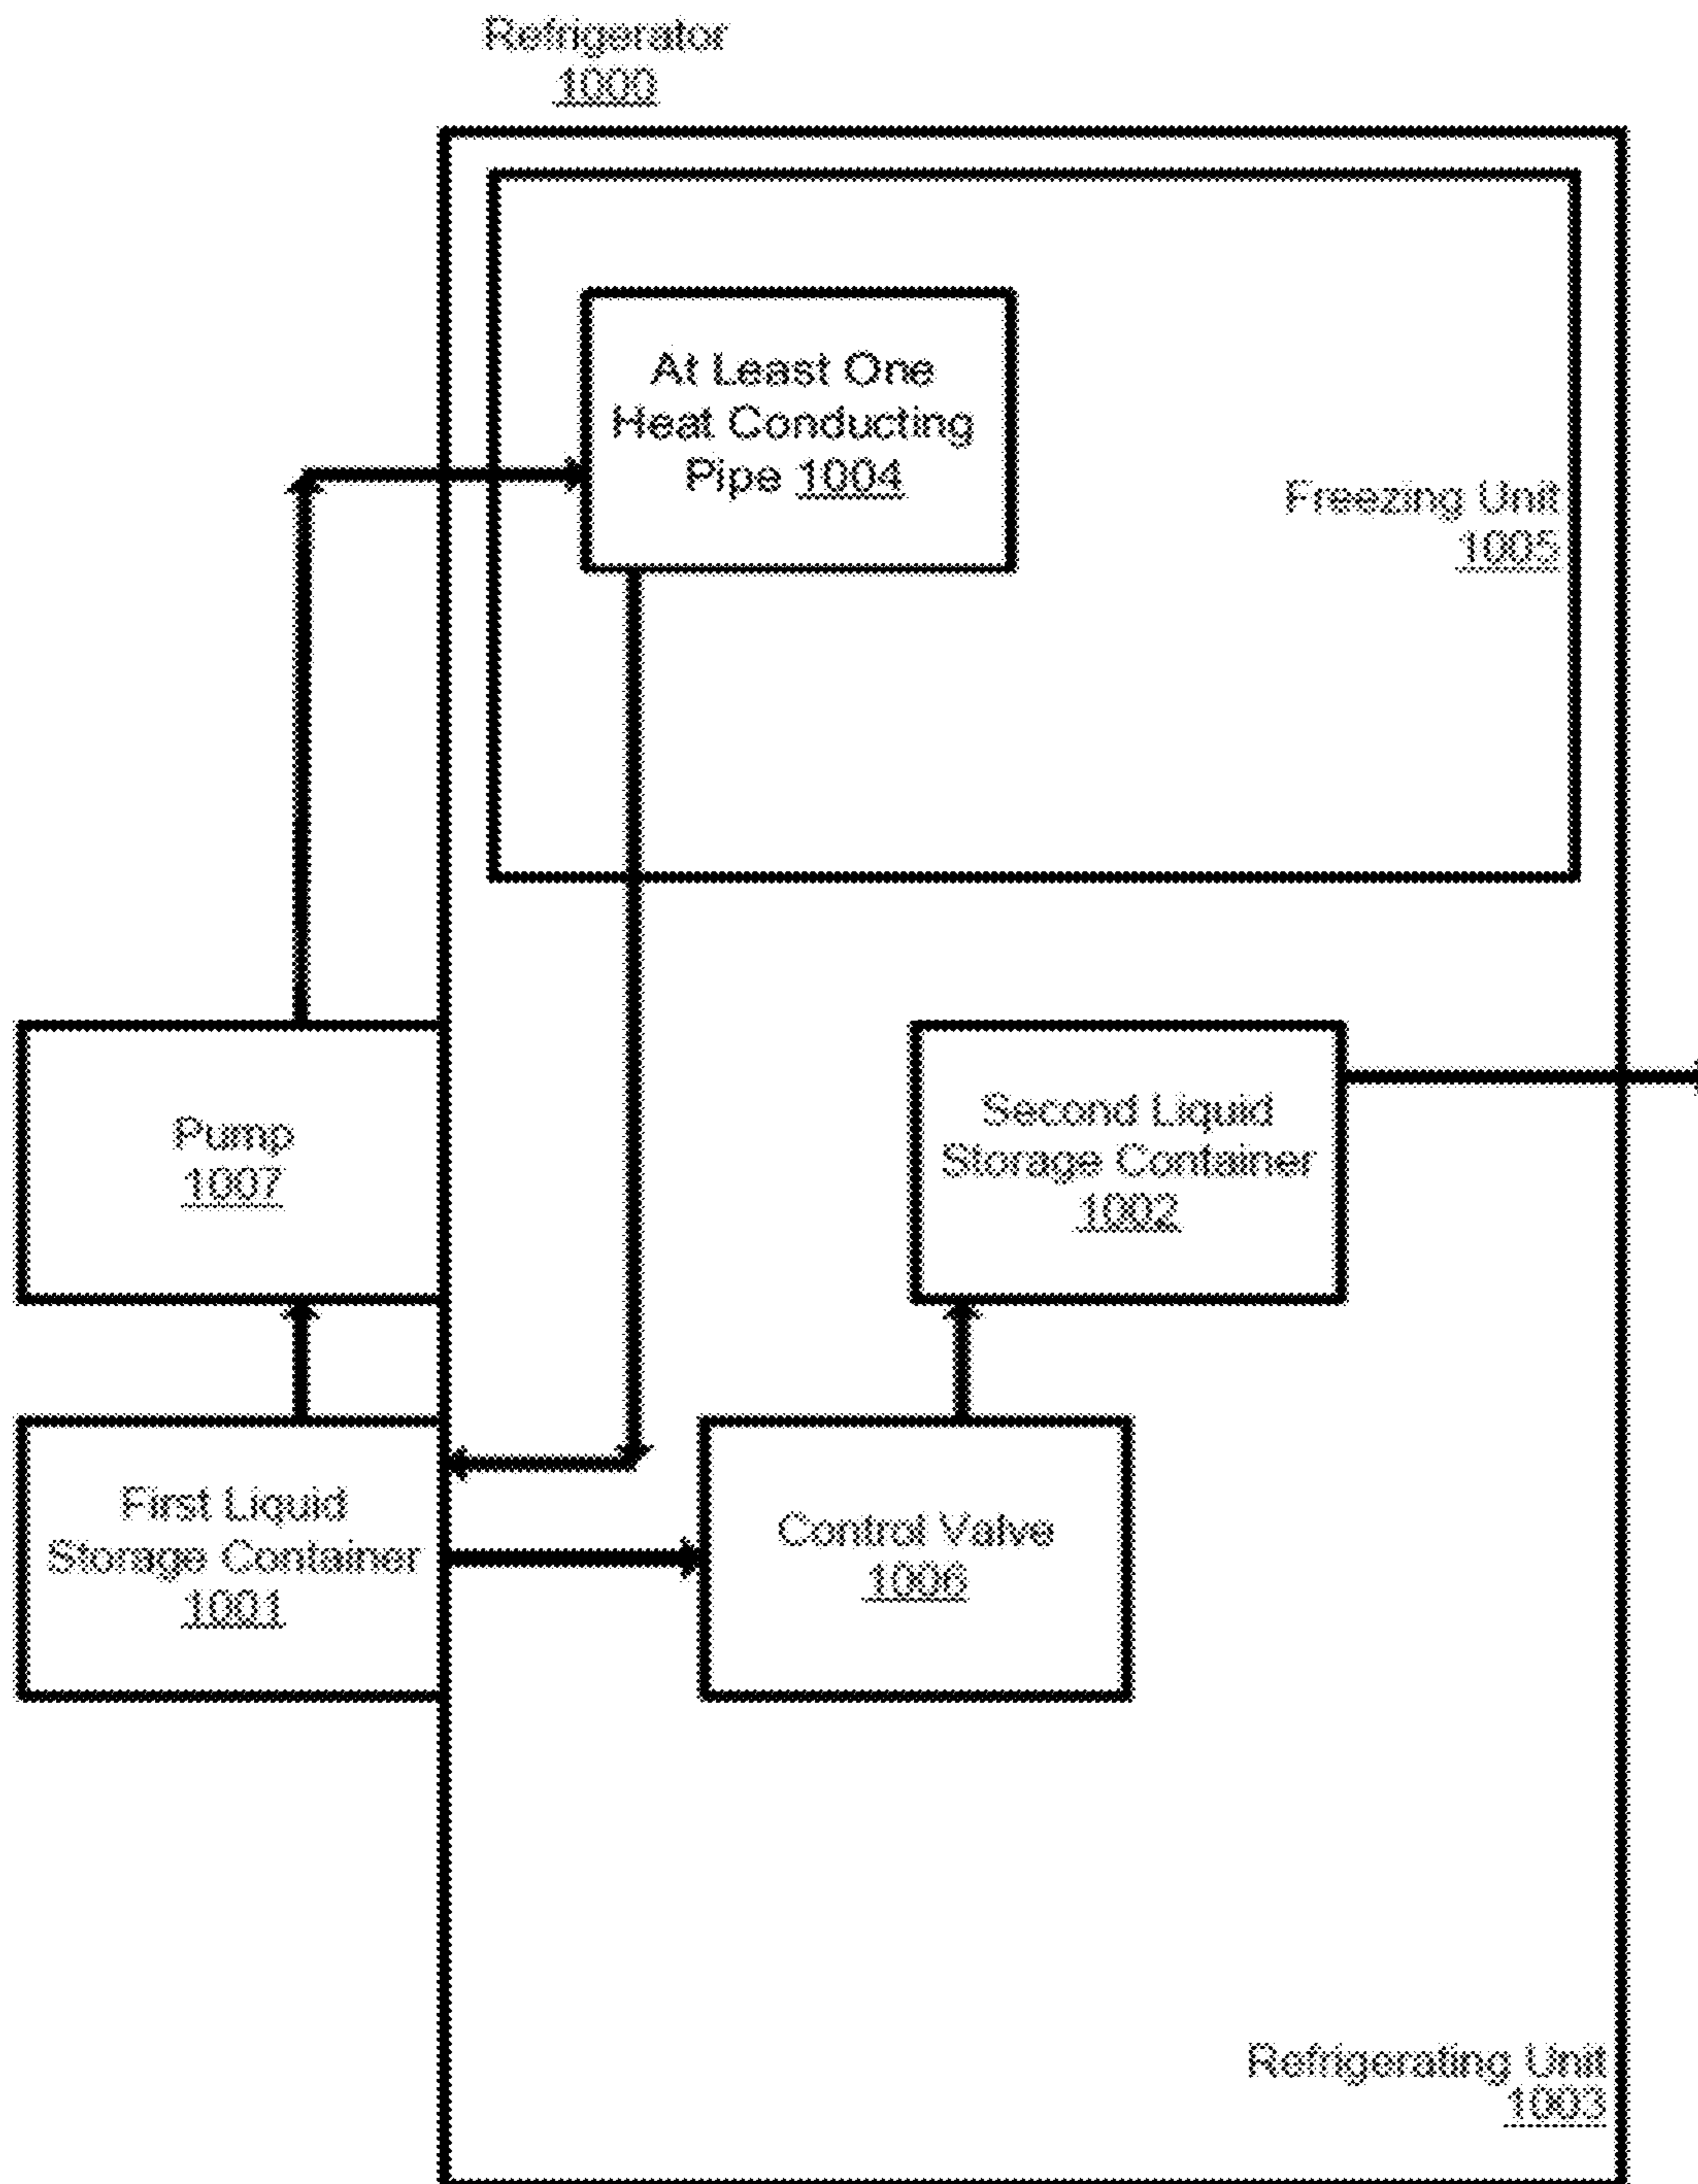 Refrigerator
1000
At Least One
Heat Conducting
Pipe 1004
Freezing Unit
1005
Pump
1007
Second Liquid
Storage Container
1002
First Liquid
Storage Container
1001
Control Valve
1006
Refrigerating Unit
1003